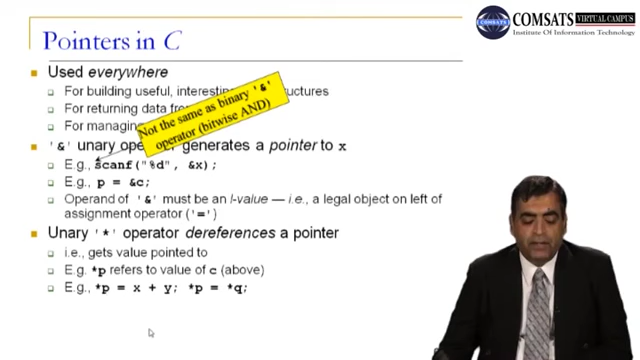 Pointers in C
COMSATS VIRTUAL CAMPUS
Institute Of Information Technology
Used everywhere
For building useful, interesting
uctures
For returning data from
For managing
Not the same as binary '&'
operator (bitwise AND)
'&' unary operator generates a pointer to x
E.g., scanf("%d", &x);
E.g., p = &c;
Operand of '&' must be an l-value — i.e., a legal object on left of
assignment operator ('=')
Unary '*' operator dereferences a pointer
i.e., gets value pointed to
E.g. *p refers to value of c (above)
E.g., *p = x + y; *p = *q;